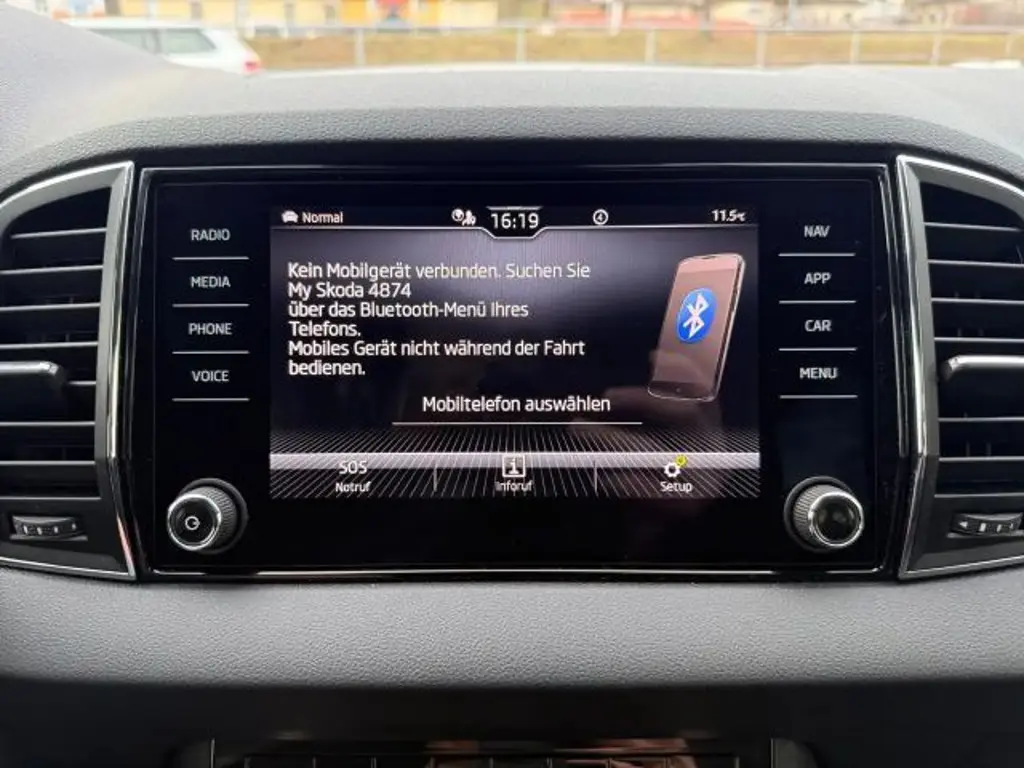 Normal
16:19
4
11.5°C
RADIO
MEDIA
PHONE
VOICE
Kein Mobilgerät verbunden. Suchen Sie
My Skoda 4874
über das Bluetooth-Menü Ihres
Telefons.
Mobiles Gerät nicht während der Fahrt
bedienen.
Mobiltelefon auswählen
SOS
Notruf
i
Inforuf
Setup
NAV
APP
CAR
MENU